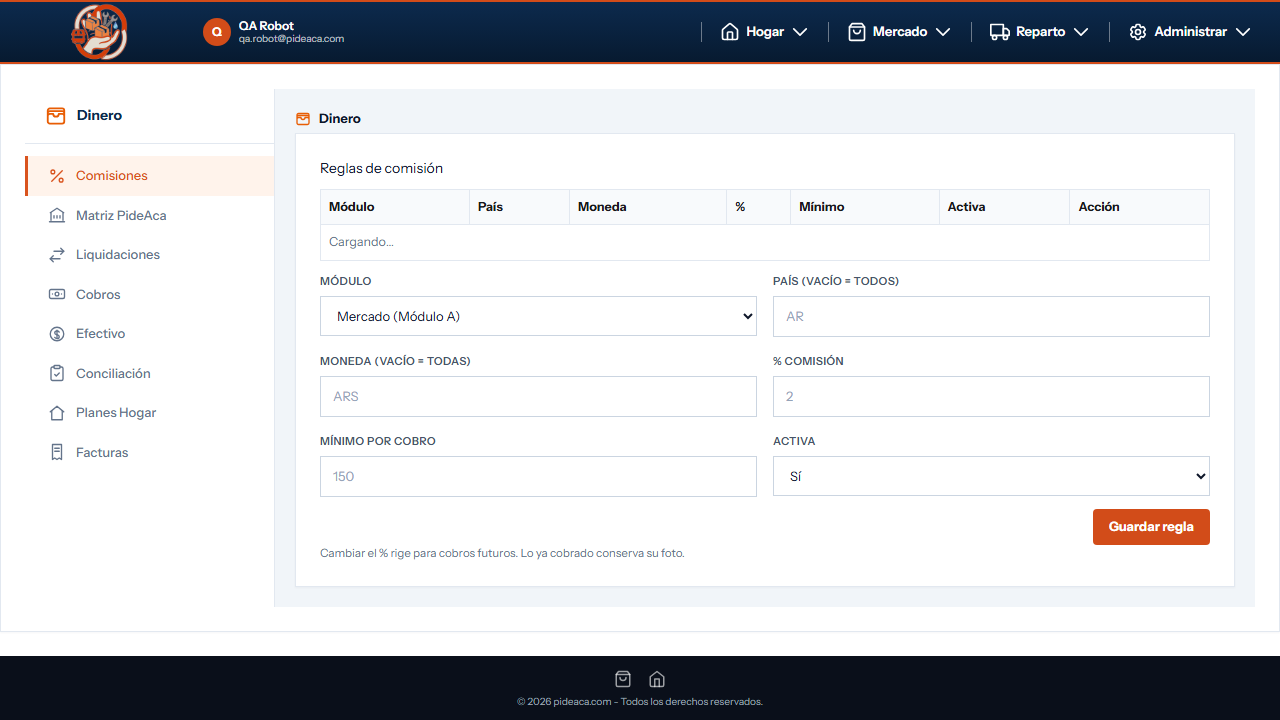 QA Robot
Q
qa.robot@pideaca.com
Hogar
Mercado
Reparto
Administrar
Dinero
Comisiones
Matriz PideAca
Liquidaciones
Cobros
Efectivo
Conciliación
Planes Hogar
Facturas
Dinero
Reglas de comisión
Módulo País Moneda % Mínimo Activa Acción
Cargando...
MÓDULO
PAÍS (VACÍO = TODOS)
Mercado (Módulo A)
AR
MONEDA (VACÍO = TODAS)
% COMISIÓN
ARS
2
MÍNIMO POR COBRO
ACTIVA
150
Sí
Guardar regla
Cambiar el % rige para cobros futuros. Lo ya cobrado conserva su foto.
© 2026 pideaca.com - Todos los derechos reservados.